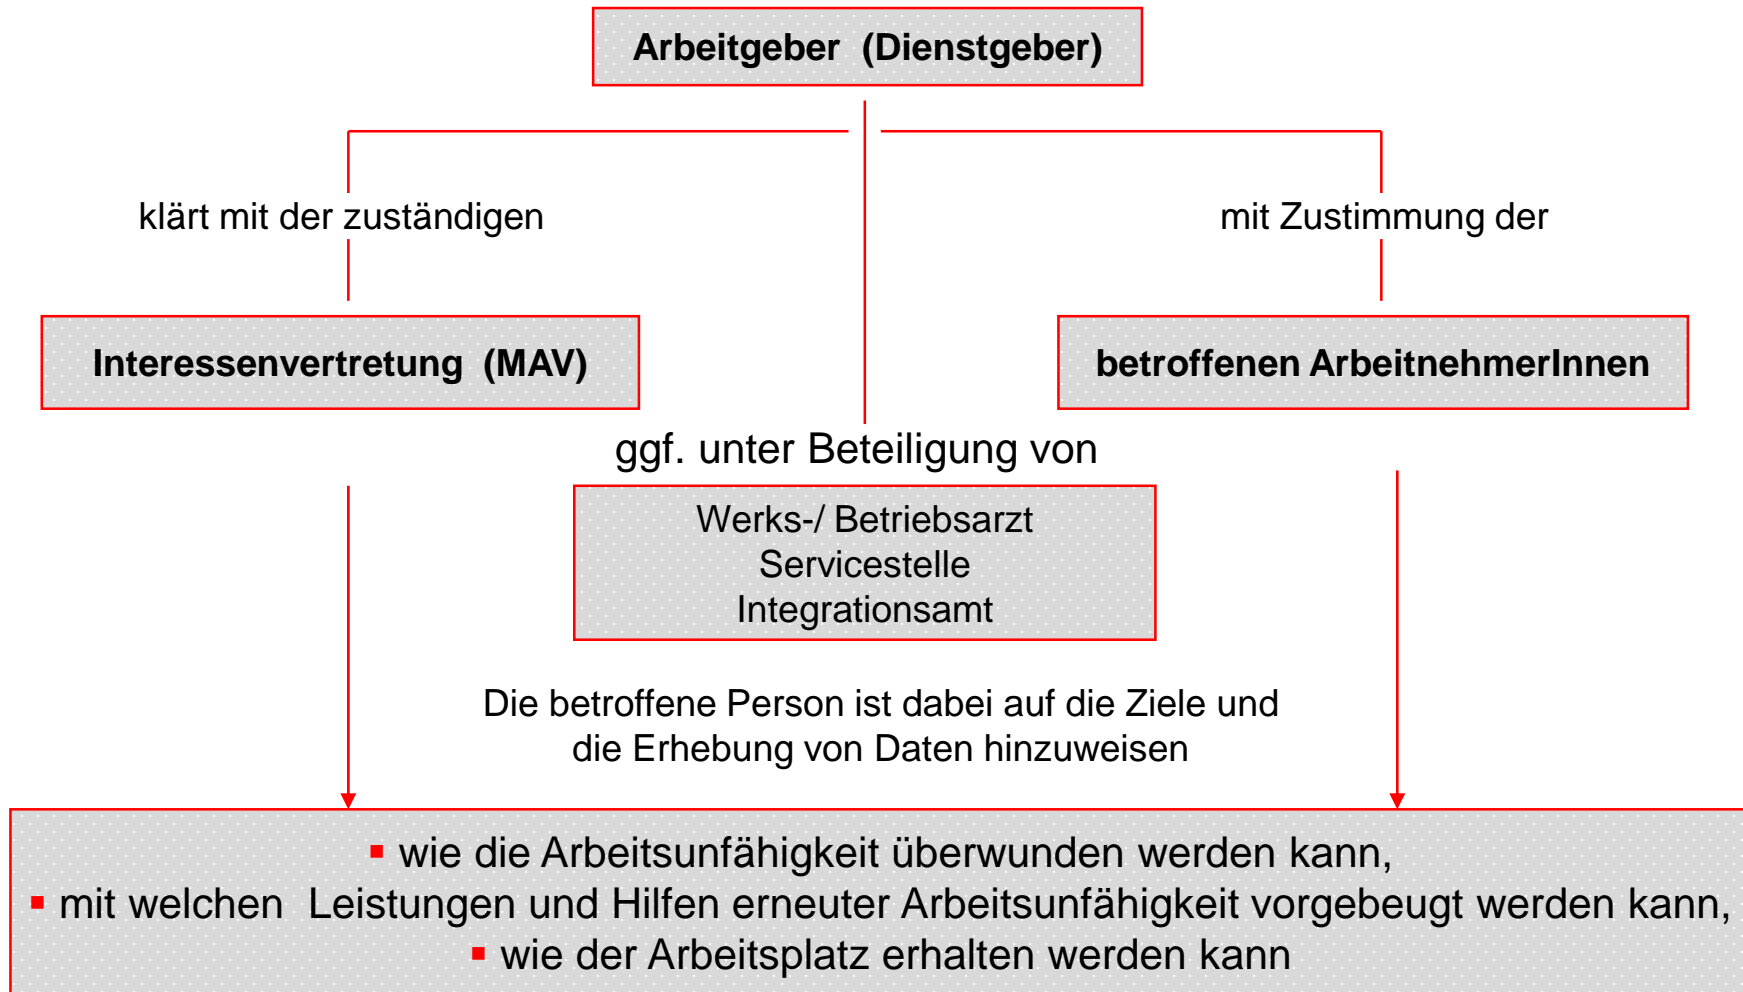 Arbeitgeber (Dienstgeber)
klärt mit der zuständigen
mit Zustimmung der
Interessenvertretung (MAV)
betroffenen ArbeitnehmerInnen
ggf. unter Beteiligung von
Werks-/ Betriebsarzt
Servicestelle
Integrationsamt
Die betroffene Person ist dabei auf die Ziele und
die Erhebung von Daten hinzuweisen
▪ wie die Arbeitsunfähigkeit überwunden werden kann,
▪ mit welchen Leistungen und Hilfen erneuter Arbeitsunfähigkeit vorgebeugt werden kann,
▪ wie der Arbeitsplatz erhalten werden kann